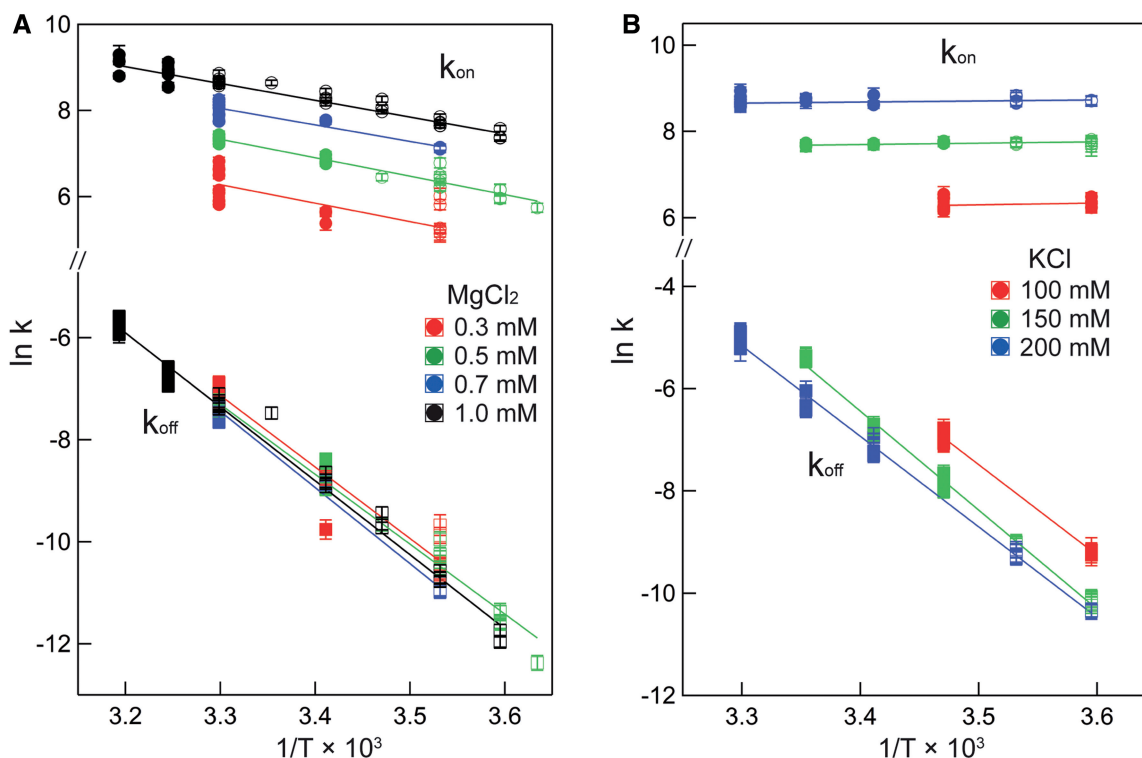 A
10
8
6
-6
-8
-10
-12
ln k
kon
koff
MgCl2
0.3 mM
0.5 mM
0.7 mM
1.0 mM
3.2 3.3 3.4 3.5 3.6
1/T × 10³
B
10
8
6
-4
-6
-8
-10
-12
ln k
kon
koff
KCl
100 mM
150 mM
200 mM
3.3 3.4 3.5 3.6
1/T × 10³